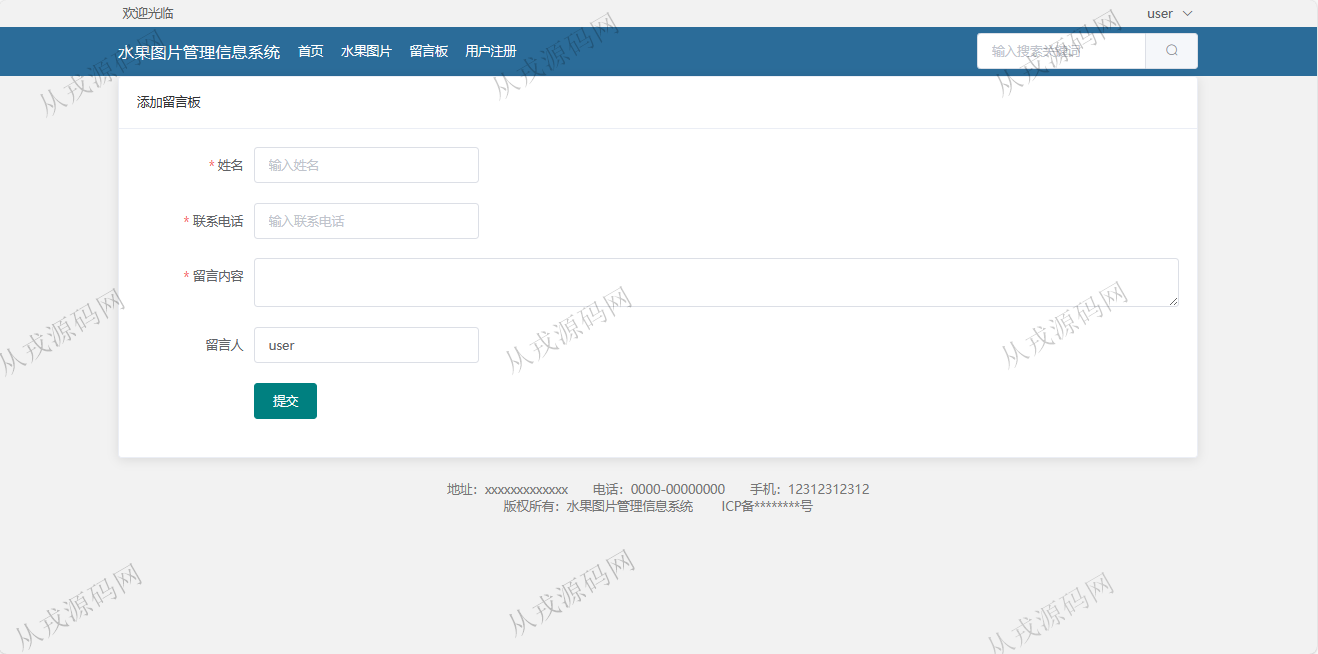 欢迎光临 user
水果图片管理信息系统 首页 水果图片 留言板 用户注册 输入搜索关键词
添加留言板
* 姓名 输入姓名
* 联系电话 输入联系电话
* 留言内容
留言人 user
提交
地址：xxxxxxxxxxxxx 电话：0000-00000000 手机：12312312312
版权所有：水果图片管理信息系统 ICP备********号
从戎源码网
从戎源码网
从戎源码网
从戎源码网
从戎源码网
从戎源码网
从戎源码网
从戎源码网
从戎源码网